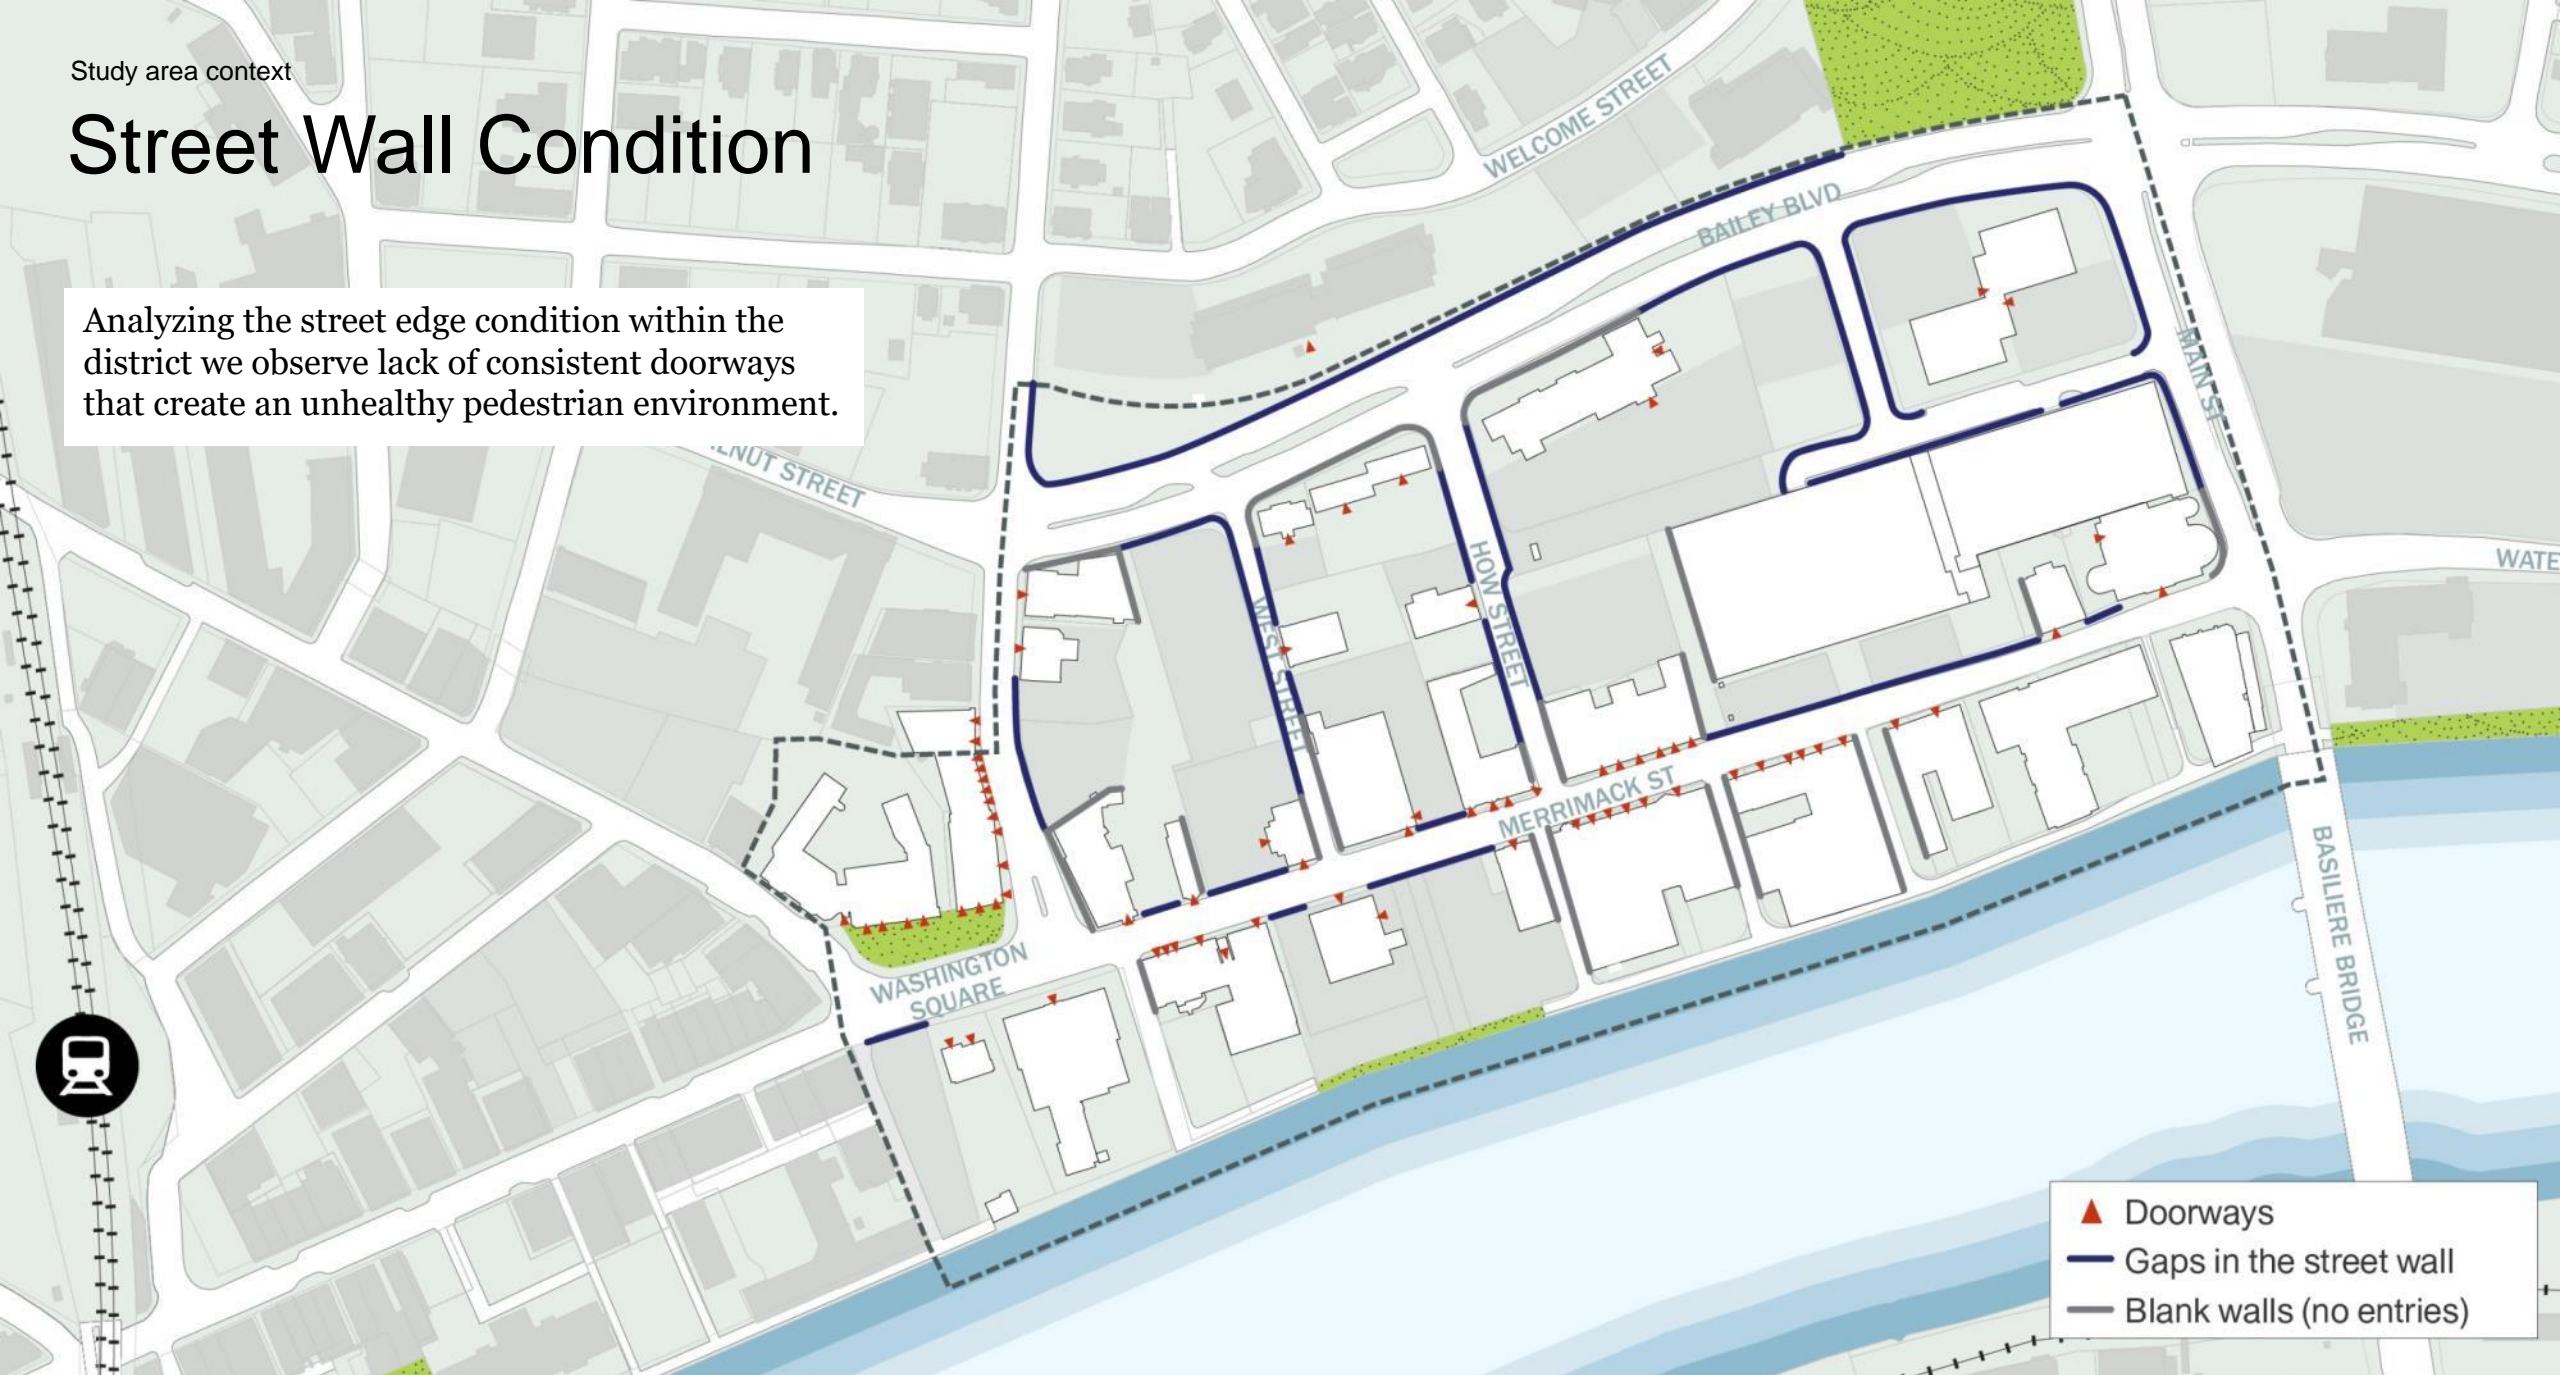 Study area context
Street Wall Condition
Analyzing the street edge condition within the
district we observe lack of consistent doorways
that create an unhealthy pedestrian environment.
WELCOME STREET
BAILEY BLVD
MAIN ST
STREET
HOW STREET
WEST STREET
MERRIMACK ST
WASHINGTON
SQUARE
BASILIERE BRIDGE
Doorways
Gaps in the street wall
Blank walls (no entries)